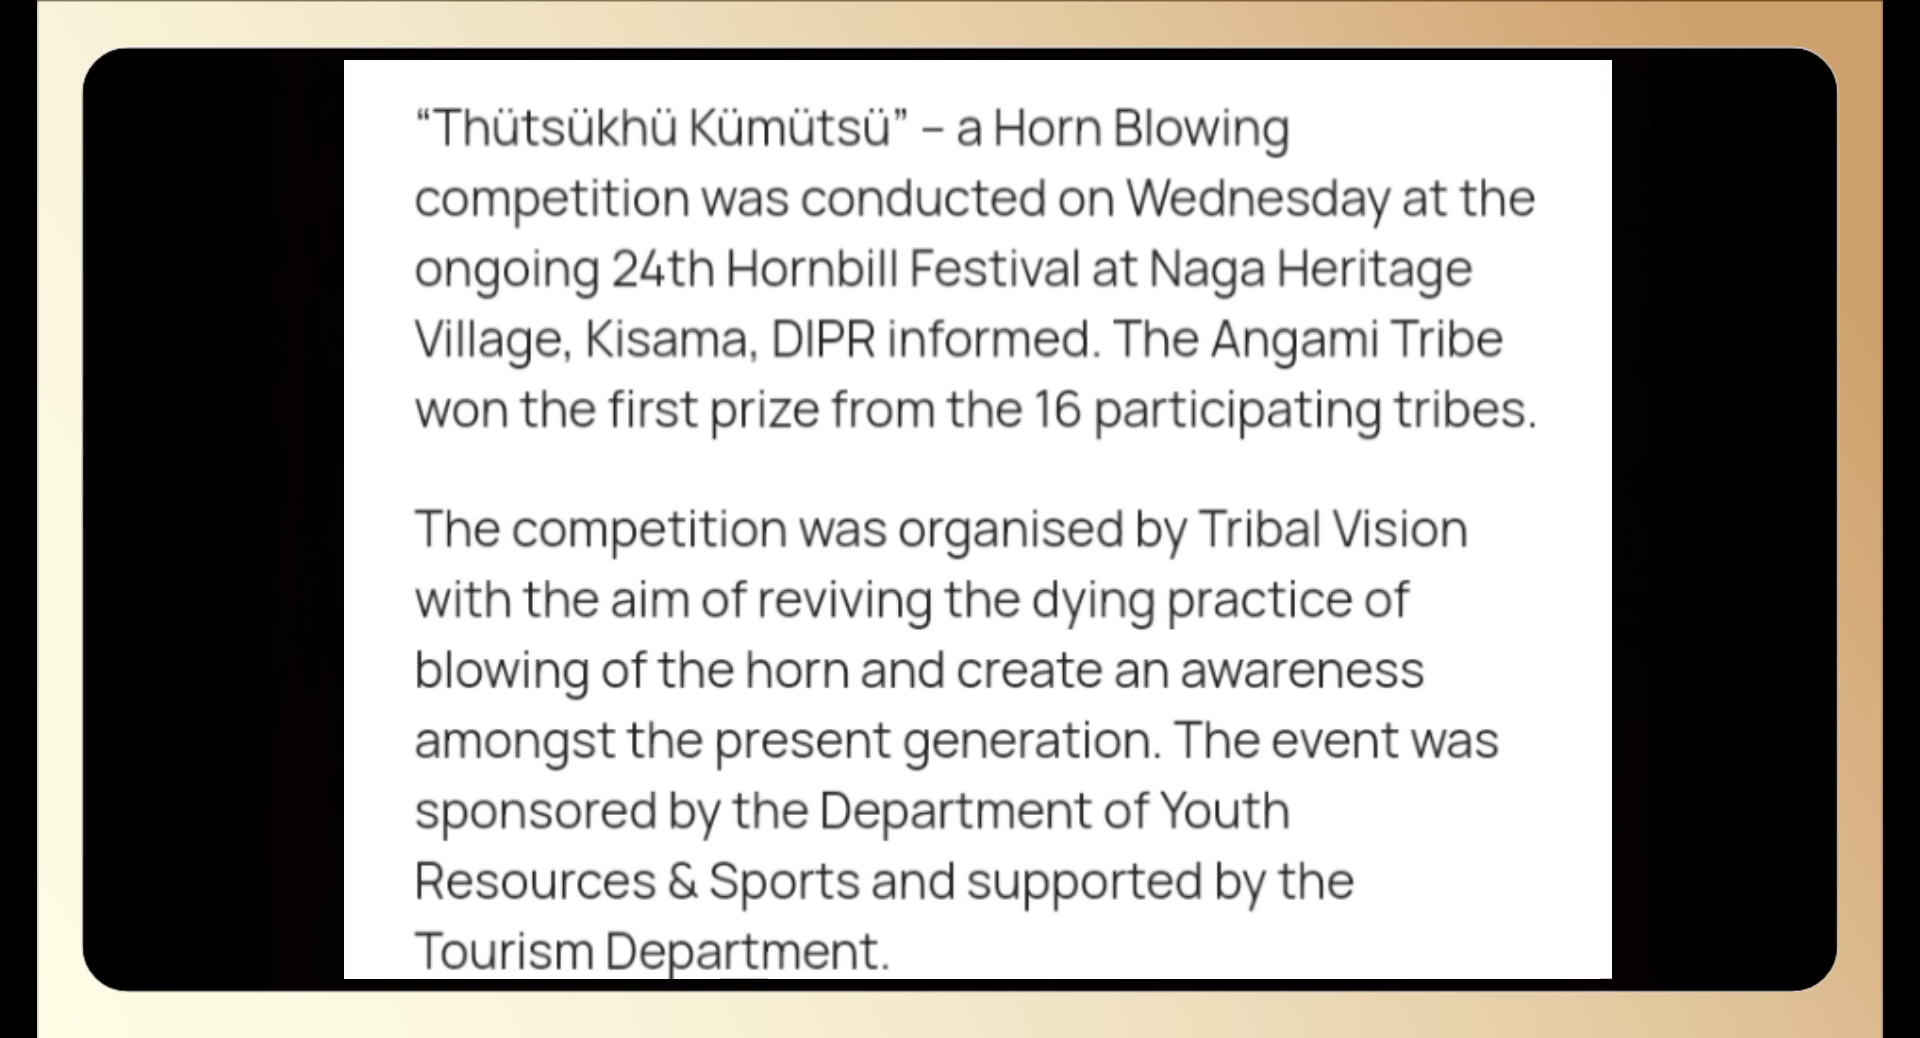 “Thütsükhü Kümütsü” – a Horn Blowing
competition was conducted on Wednesday at the
ongoing 24th Hornbill Festival at Naga Heritage
Village, Kisama, DIPR informed. The Angami Tribe
won the first prize from the 16 participating tribes.
The competition was organised by Tribal Vision
with the aim of reviving the dying practice of
blowing of the horn and create an awareness
amongst the present generation. The event was
sponsored by the Department of Youth
Resources & Sports and supported by the
Tourism Department.